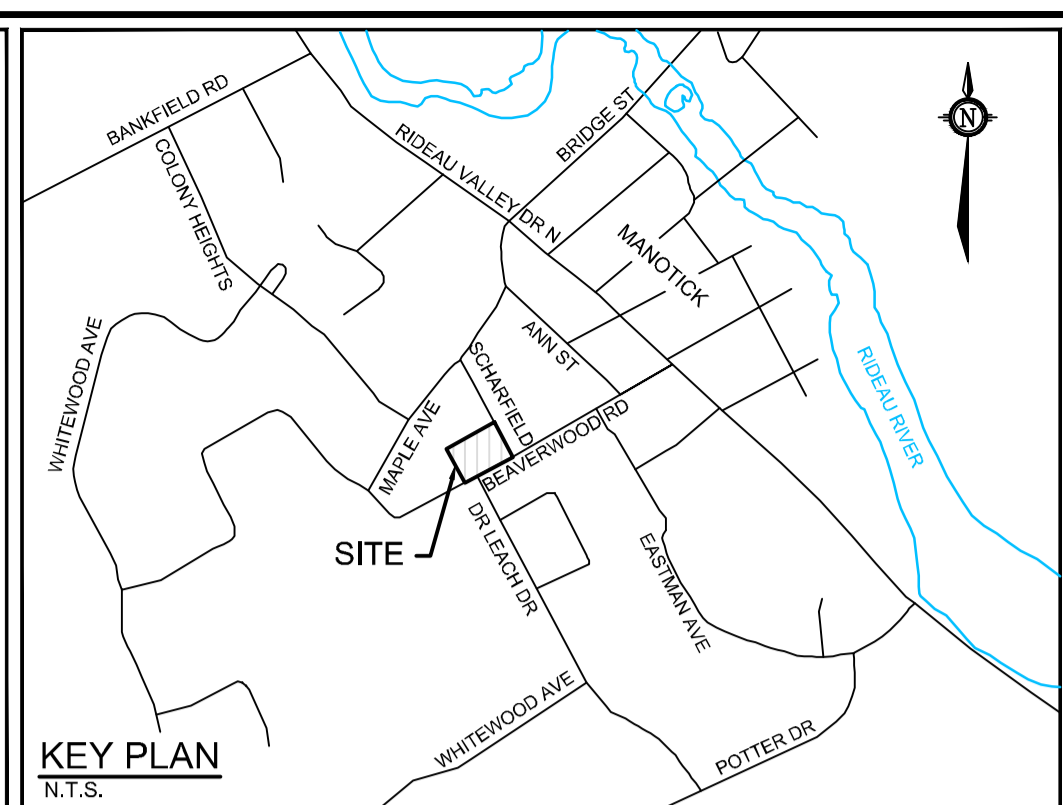 BANKFIELD RD
COLONY HEIGHTS
RIDEAU VALLEY DR N
BRIDGE ST
N
MANOTICK
WHITEWOOD AVE
SCHARFIELD
ANN ST
RIDEAU RIVER
MAPLE AVE
BEAVERWOOD RD
SITE
DR LEACH DR
EASTMAN AVE
WHITEWOOD AVE
POTTER DR
KEY PLAN
N.T.S.